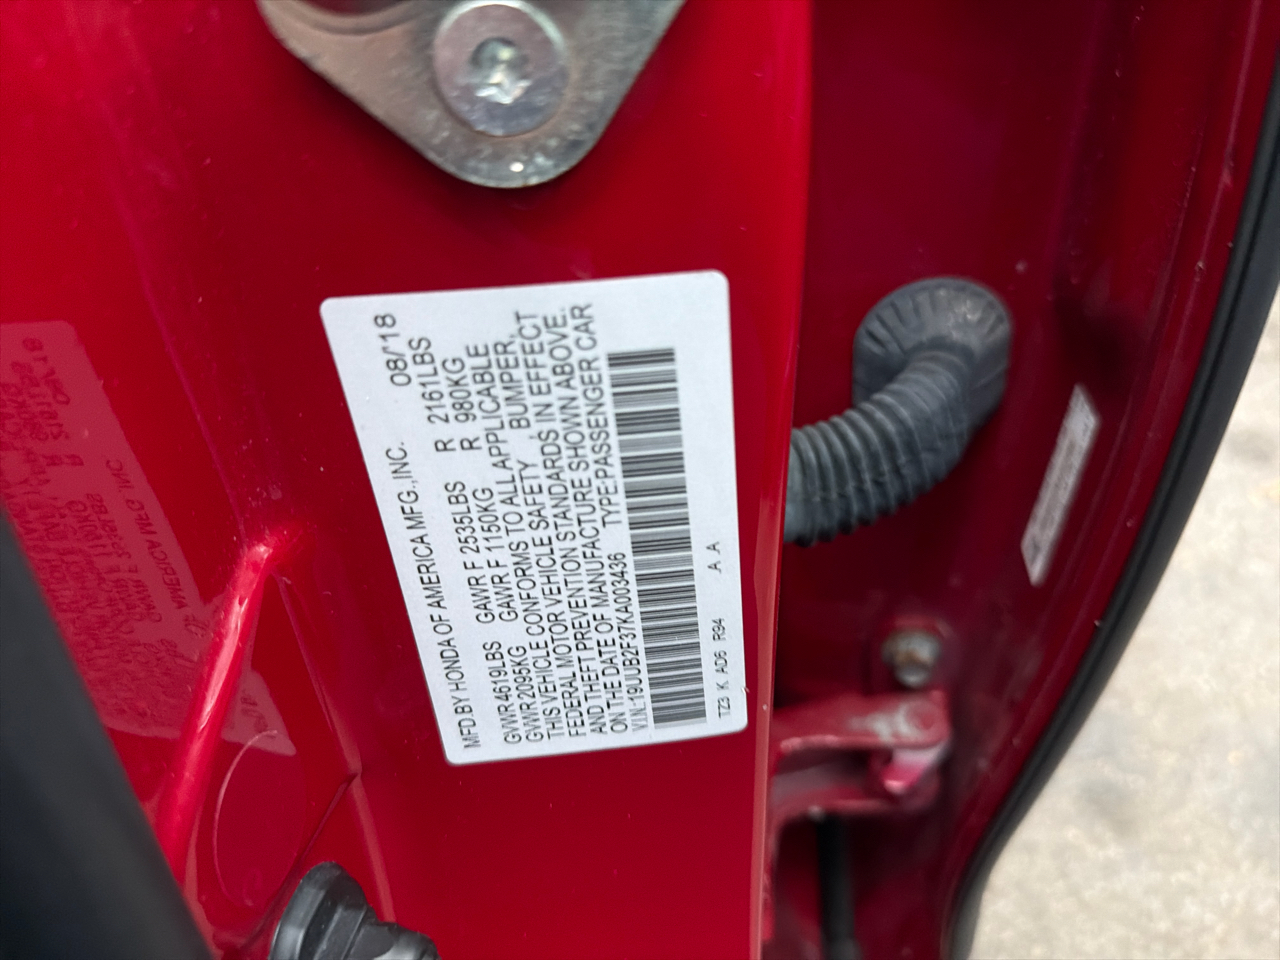 MFD.BY HONDA OF AMERICA MFG.,INC. 08/'18
GVWR 4619LBS GAWR F 2535LBS R 2161LBS
GVWR 2095KG GAWR F 1150KG R 980KG
THIS VEHICLE CONFORMS TO ALL APPLICABLE
FEDERAL MOTOR VEHICLE SAFETY, BUMPER,
AND THEFT PREVENTION STANDARDS IN EFFECT
ON THE DATE OF MANUFACTURE SHOWN ABOVE.
V.I.N.:19UUB2F37KA003436 TYPE:PASSENGER CAR
TZ3 K AD6 R94 .A .A